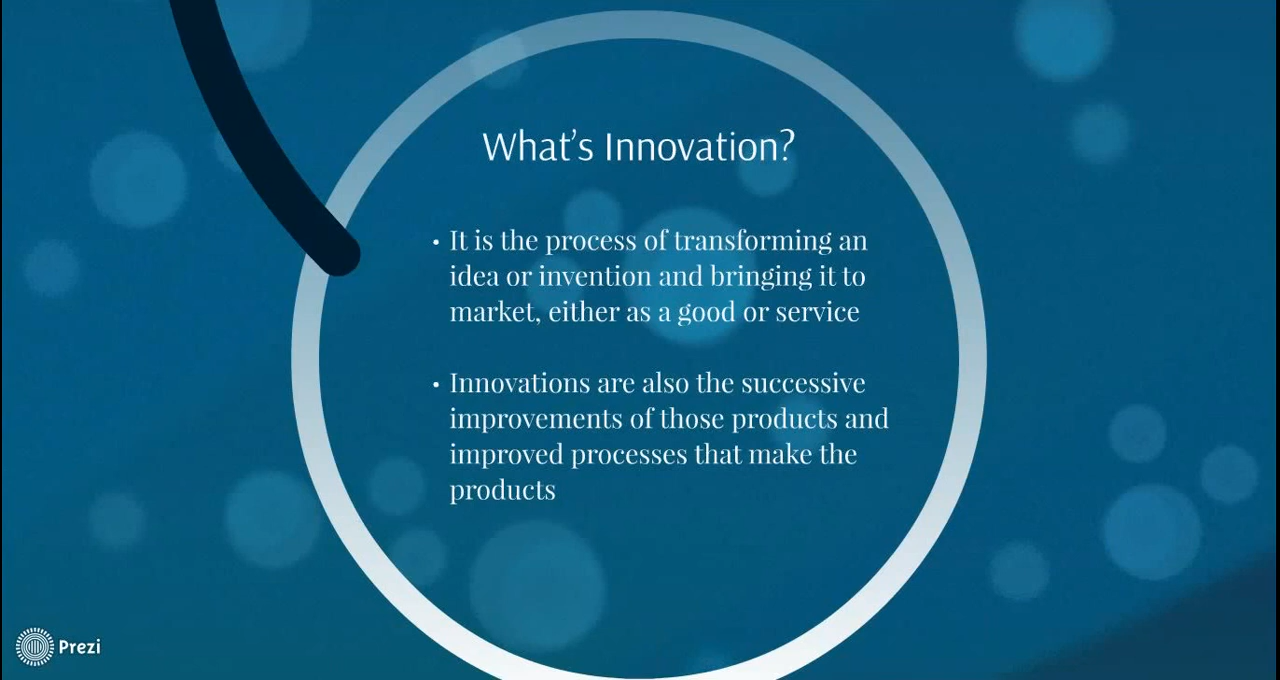 What's Innovation?
• It is the process of transforming an
idea or invention and bringing it to
market, either as a good or service
• Innovations are also the successive
improvements of those products and
improved processes that make the
products
Prezi